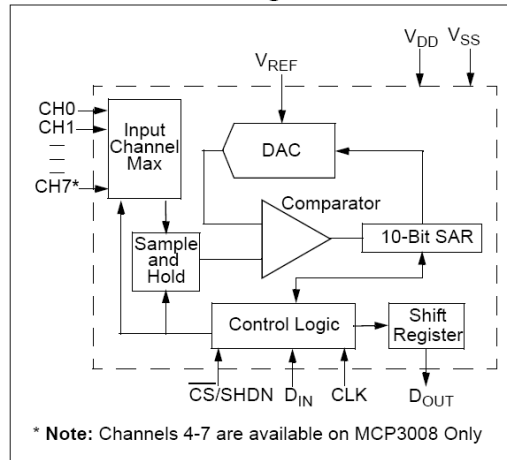 VDD VSS
VREF
CH0
CH1
CH7*
Input
Channel
Max
DAC
Comparator
Sample
and
Hold
10-Bit SAR
Control Logic
Shift
Register
CS/SHDN DIN CLK DOUT
* Note: Channels 4-7 are available on MCP3008 Only